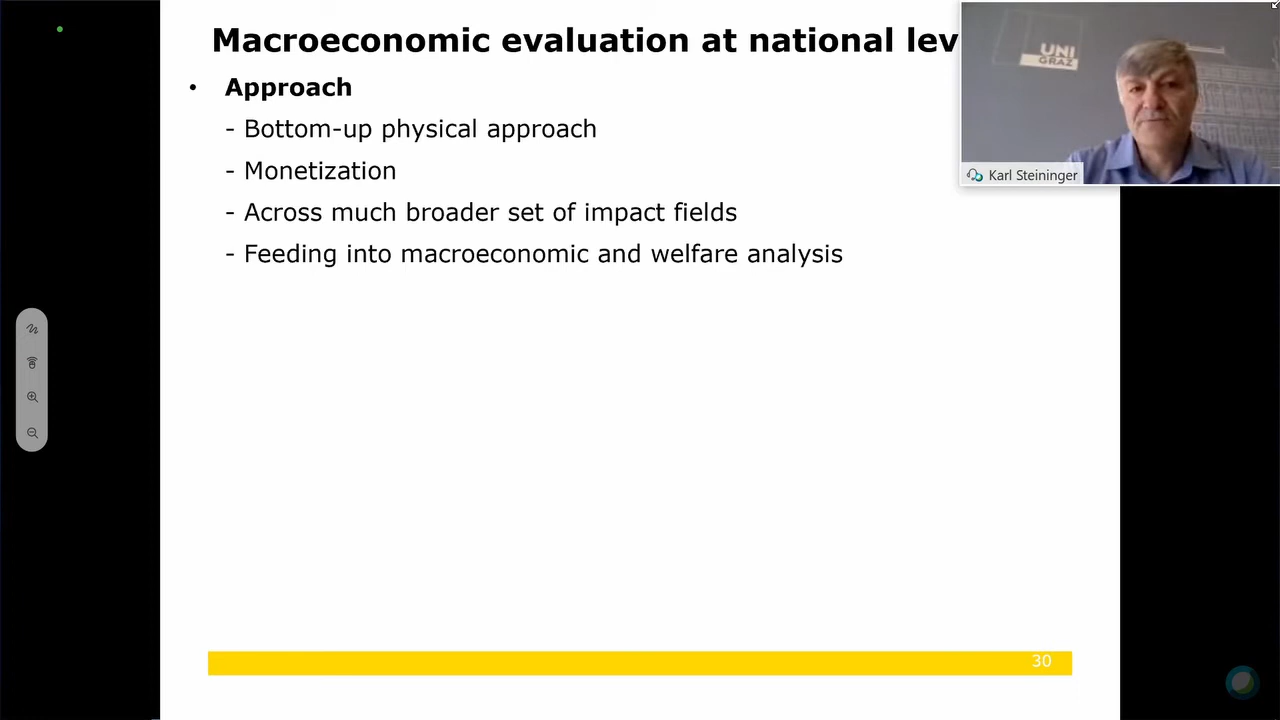 Macroeconomic evaluation at national lev
• Approach
- Bottom-up physical approach
- Monetization
- Across much broader set of impact fields
- Feeding into macroeconomic and welfare analysis
UNI
GRAZ
Karl Steininger
30